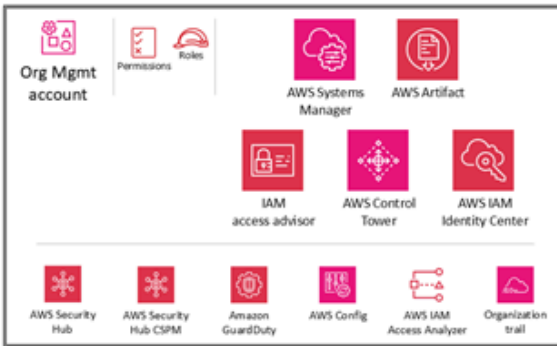 Org Mgmt
account
Permissions
Roles
AWS Systems
Manager
AWS Artifact
IAM
access advisor
AWS Control
Tower
AWS IAM
Identity Center
AWS Security
Hub
AWS Security
Hub CSPM
Amazon
GuardDuty
AWS Config
AWS IAM
Access Analyzer
Organization
trail